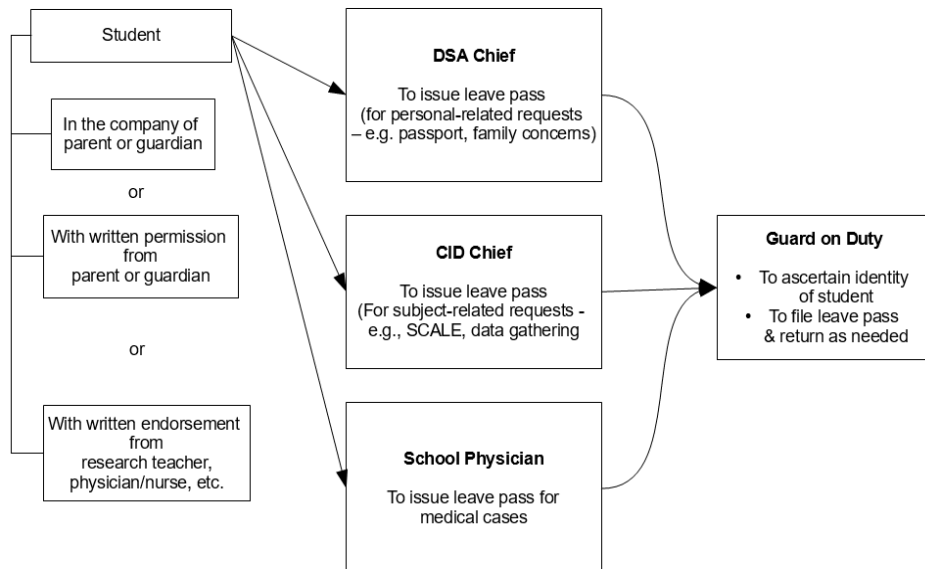 Student
In the company of
parent or guardian
or
With written permission
from
parent or guardian
or
With written endorsement
from
research teacher,
physician/nurse, etc.
DSA Chief
To issue leave pass
(for personal-related requests
– e.g. passport, family concerns)
CID Chief
To issue leave pass
(For subject-related requests -
e.g., SCALE, data gathering
School Physician
To issue leave pass for
medical cases
Guard on Duty
• To ascertain identity
of student
• To file leave pass
& return as needed